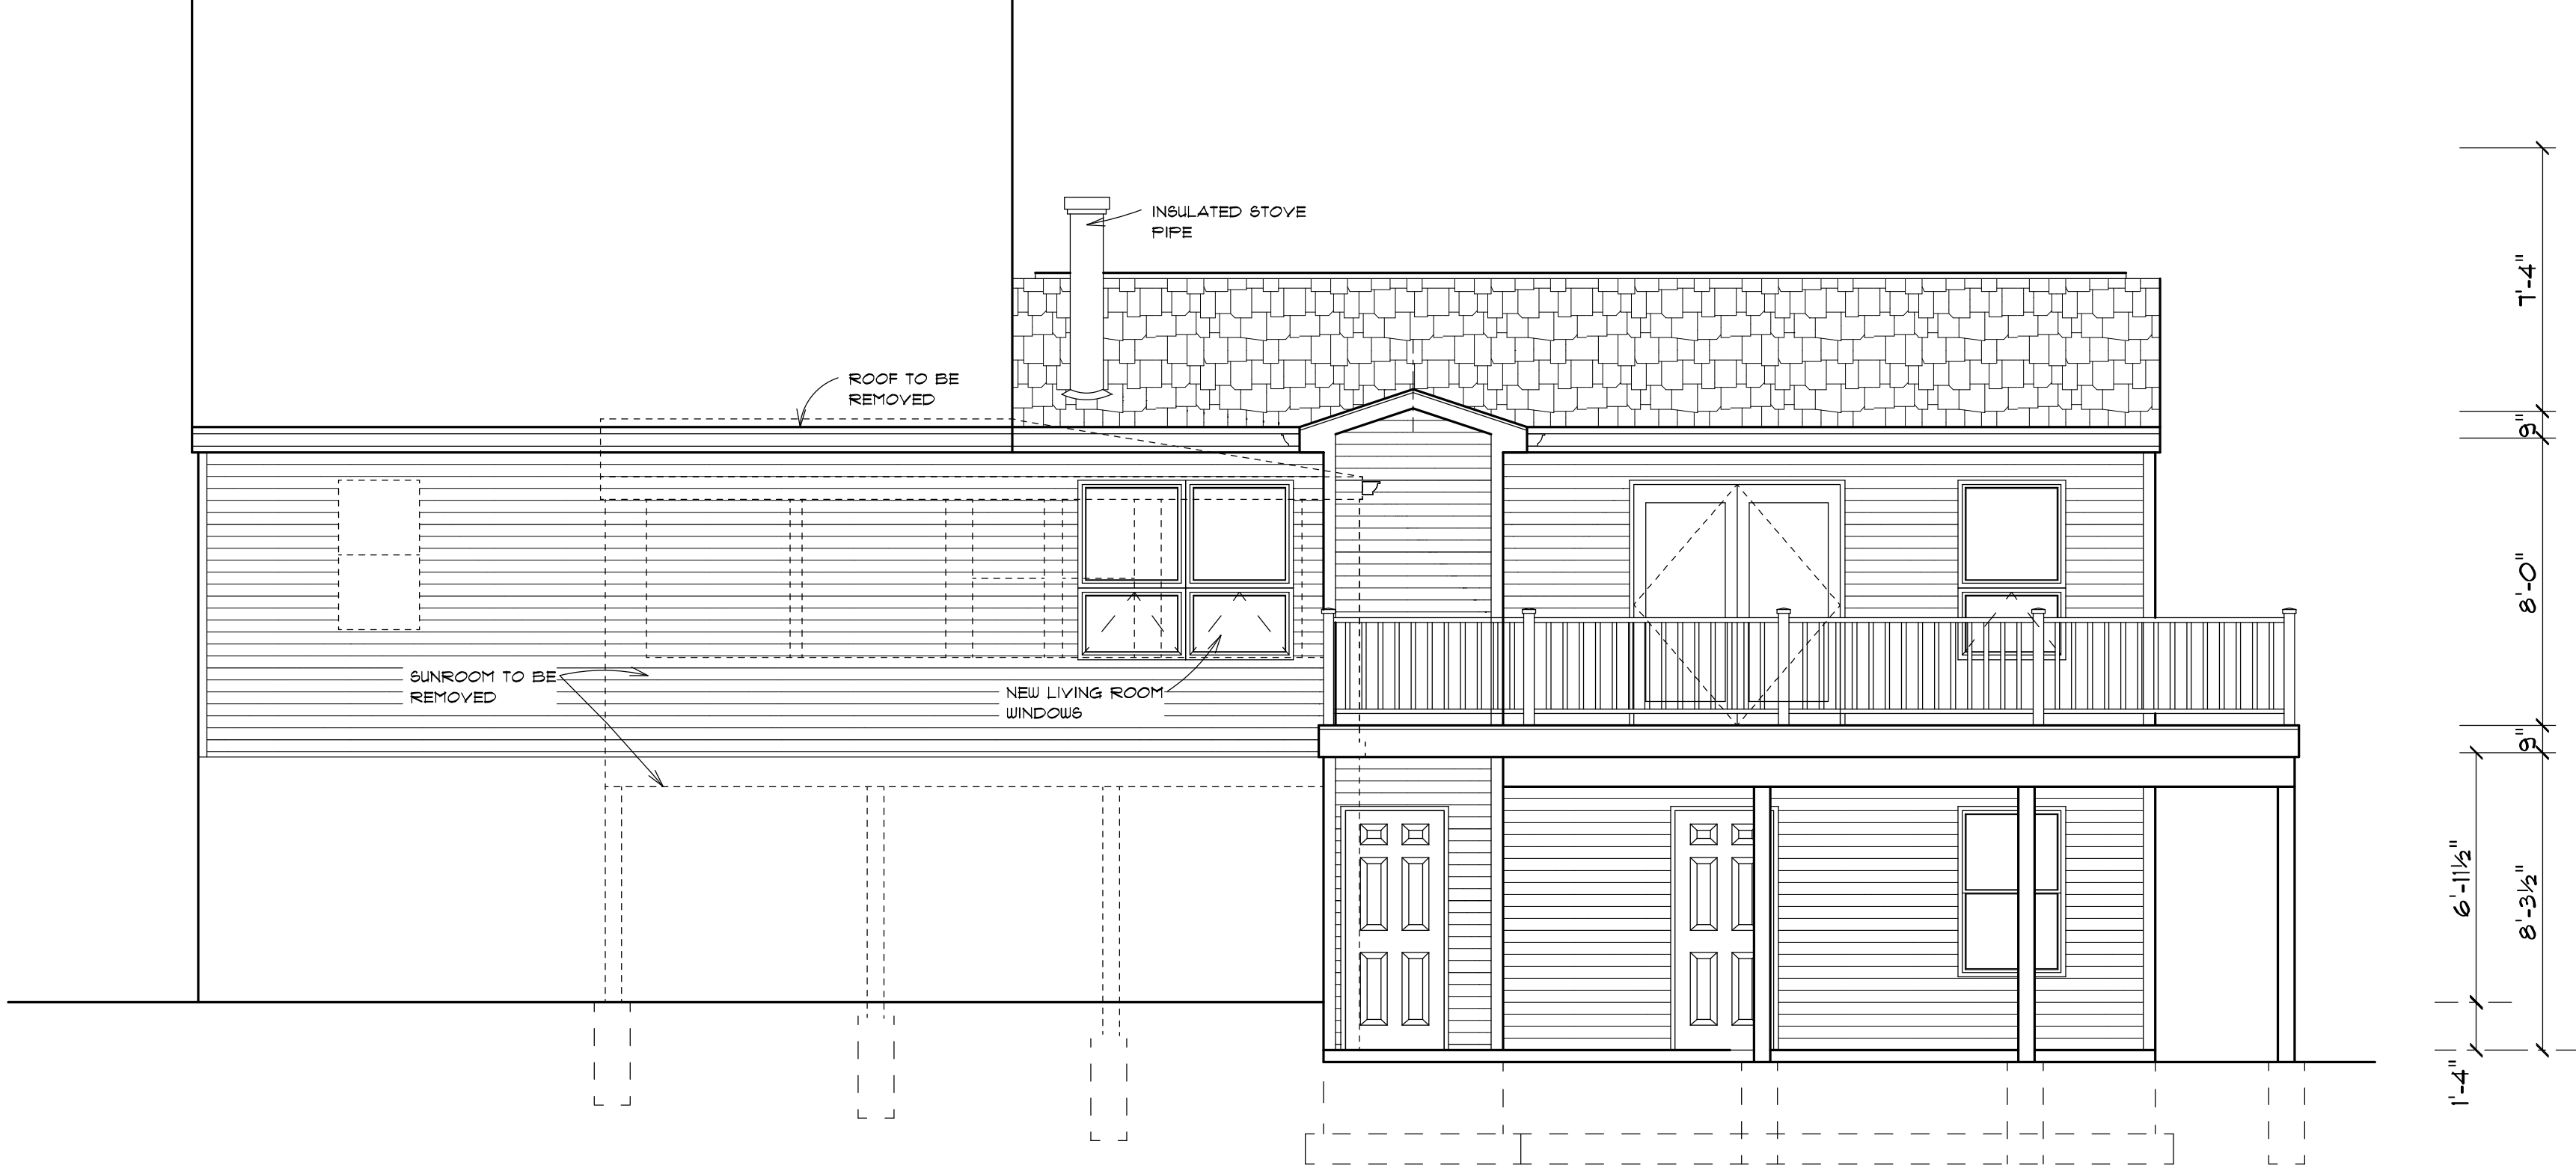 INSULATED STOVE
PIPE
ROOF TO BE
REMOVED
SUNROOM TO BE
REMOVED
NEW LIVING ROOM
WINDOWS
7'-4"
9"
8'-0"
9"
6'-11½"
8'-3½"
1'-4"